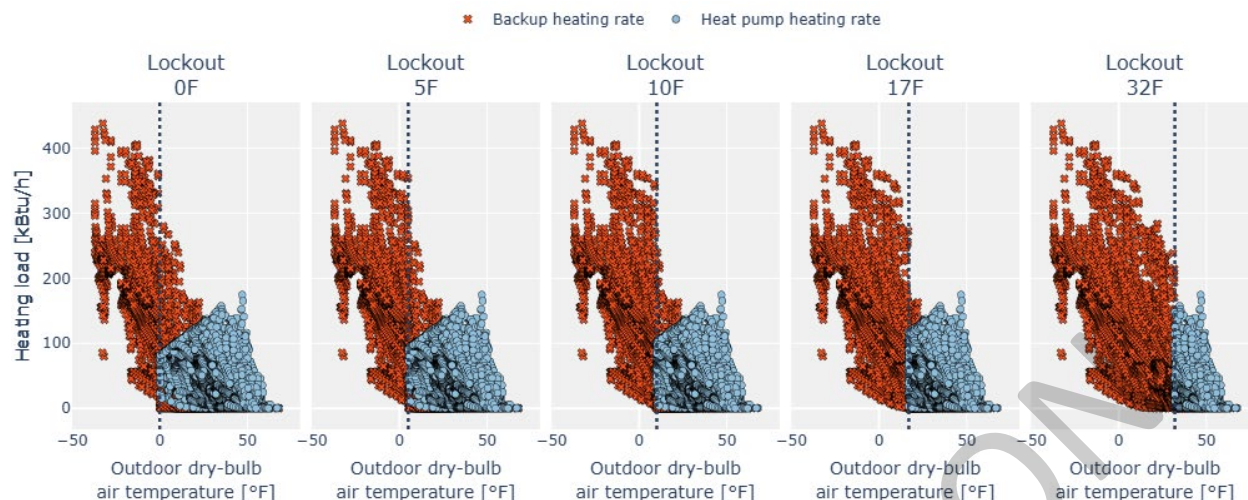 Backup heating rate Heat pump heating rate
Lockout 0F
Lockout 5F
Lockout 10F
Lockout 17F
Lockout 32F
Heating load [kBtu/h]
400
300
200
100
0
−50 0 50 −50 0 50 −50 0 50 −50 0 50 −50 0 50
Outdoor dry-bulb Outdoor dry-bulb Outdoor dry-bulb Outdoor dry-bulb Outdoor dry-bulb
air temperature [°F] air temperature [°F] air temperature [°F] air temperature [°F] air temperature [°F]